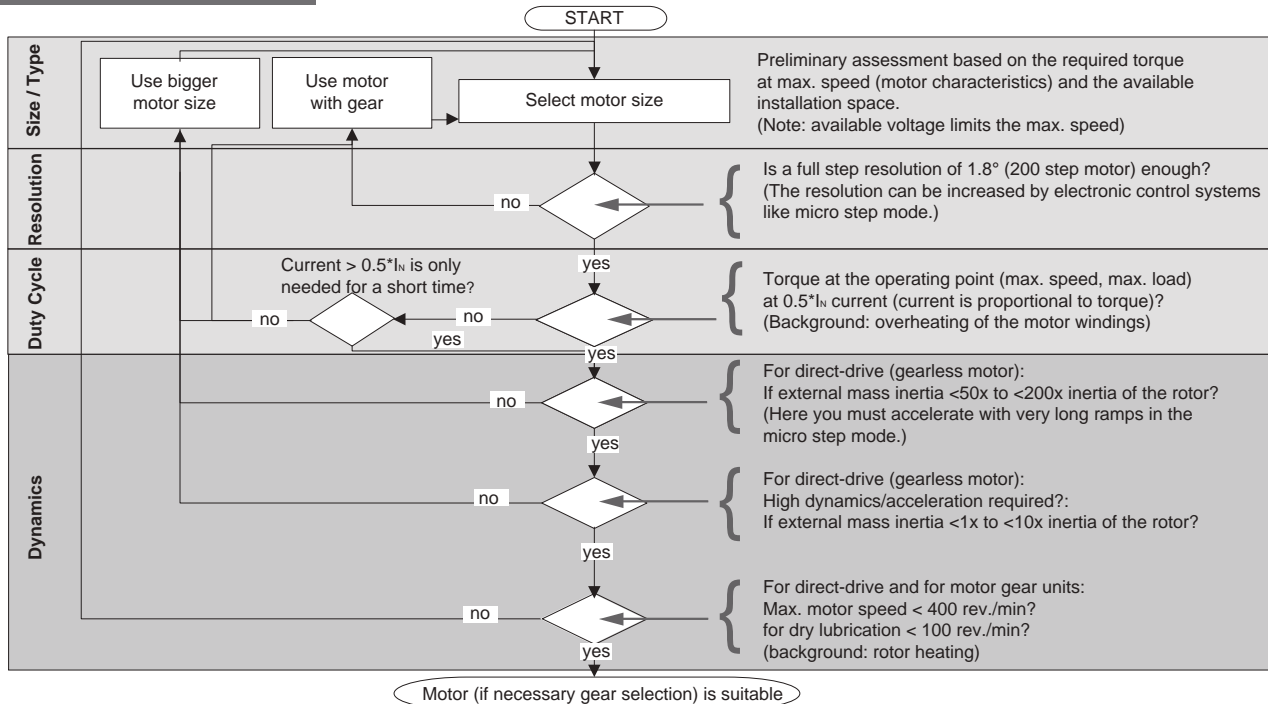 START
Size / Type
Use bigger
motor size
Use motor
with gear
Select motor size
Preliminary assessment based on the required torque
at max. speed (motor characteristics) and the available
installation space.
(Note: available voltage limits the max. speed)
Resolution
no
Is a full step resolution of 1.8° (200 step motor) enough?
(The resolution can be increased by electronic control systems
like micro step mode.)
yes
Duty Cycle
Current > 0.5*IN is only
needed for a short time?
no
no
yes
Torque at the operating point (max. speed, max. load)
at 0.5*IN current (current is proportional to torque)?
(Background: overheating of the motor windings)
yes
Dynamics
no
For direct-drive (gearless motor):
If external mass inertia <50x to <200x inertia of the rotor?
(Here you must accelerate with very long ramps in the
micro step mode.)
yes
no
For direct-drive (gearless motor):
High dynamics/acceleration required?:
If external mass inertia <1x to <10x inertia of the rotor?
yes
no
For direct-drive and for motor gear units:
Max. motor speed < 400 rev./min?
for dry lubrication < 100 rev./min?
(background: rotor heating)
yes
Motor (if necessary gear selection) is suitable